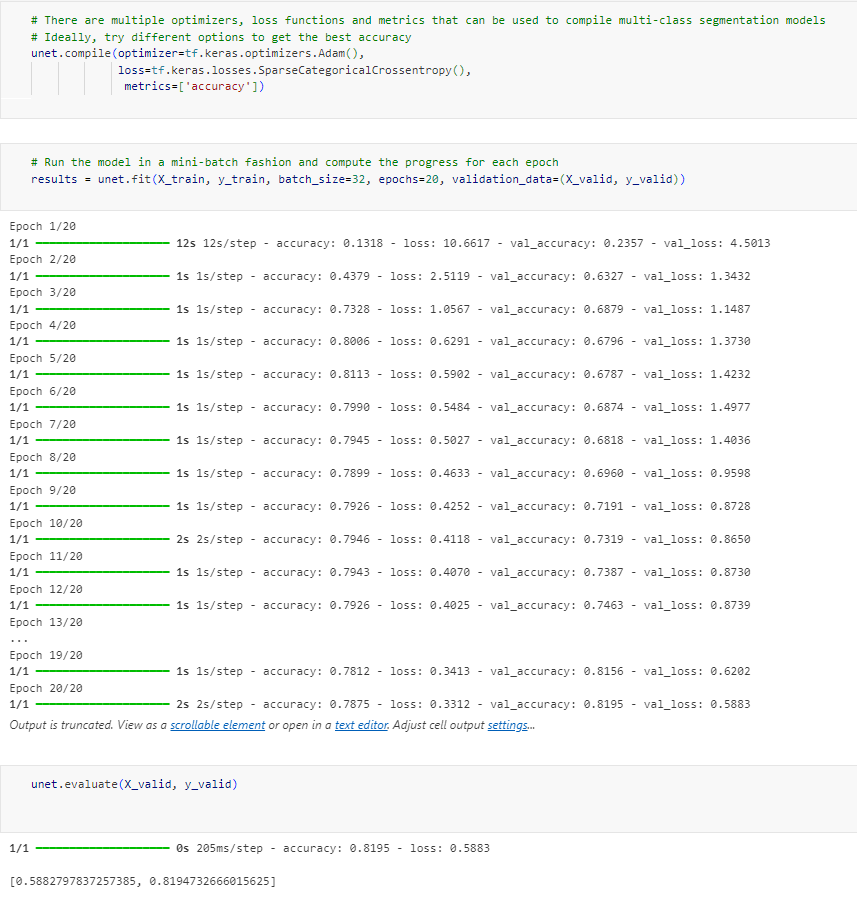 # There are multiple optimizers, loss functions and metrics that can be used to compile multi-class segmentation models
# Ideally, try different options to get the best accuracy
unet.compile(optimizer=tf.keras.optimizers.Adam(),
loss=tf.keras.losses.SparseCategoricalCrossentropy(),
metrics=['accuracy'])
# Run the model in a mini-batch fashion and compute the progress for each epoch
results = unet.fit(X_train, y_train, batch_size=32, epochs=20, validation_data=(X_valid, y_valid))
Epoch 1/20
1/1 12s 12s/step - accuracy: 0.1318 - loss: 10.6617 - val_accuracy: 0.2357 - val_loss: 4.5013
Epoch 2/20
1/1 1s 1s/step - accuracy: 0.4379 - loss: 2.5119 - val_accuracy: 0.6327 - val_loss: 1.3432
Epoch 3/20
1/1 1s 1s/step - accuracy: 0.7328 - loss: 1.0567 - val_accuracy: 0.6879 - val_loss: 1.1487
Epoch 4/20
1/1 1s 1s/step - accuracy: 0.8006 - loss: 0.6291 - val_accuracy: 0.6796 - val_loss: 1.3730
Epoch 5/20
1/1 1s 1s/step - accuracy: 0.8113 - loss: 0.5902 - val_accuracy: 0.6787 - val_loss: 1.4232
Epoch 6/20
1/1 1s 1s/step - accuracy: 0.7990 - loss: 0.5484 - val_accuracy: 0.6874 - val_loss: 1.4977
Epoch 7/20
1/1 1s 1s/step - accuracy: 0.7945 - loss: 0.5027 - val_accuracy: 0.6818 - val_loss: 1.4036
Epoch 8/20
1/1 1s 1s/step - accuracy: 0.7899 - loss: 0.4633 - val_accuracy: 0.6960 - val_loss: 0.9598
Epoch 9/20
1/1 1s 1s/step - accuracy: 0.7926 - loss: 0.4252 - val_accuracy: 0.7191 - val_loss: 0.8728
Epoch 10/20
1/1 2s 2s/step - accuracy: 0.7946 - loss: 0.4118 - val_accuracy: 0.7319 - val_loss: 0.8650
Epoch 11/20
1/1 1s 1s/step - accuracy: 0.7943 - loss: 0.4070 - val_accuracy: 0.7387 - val_loss: 0.8730
Epoch 12/20
1/1 1s 1s/step - accuracy: 0.7926 - loss: 0.4025 - val_accuracy: 0.7463 - val_loss: 0.8739
Epoch 13/20
...
Epoch 19/20
1/1 1s 1s/step - accuracy: 0.7812 - loss: 0.3413 - val_accuracy: 0.8156 - val_loss: 0.6202
Epoch 20/20
1/1 2s 2s/step - accuracy: 0.7875 - loss: 0.3312 - val_accuracy: 0.8195 - val_loss: 0.5883
Output is truncated. View as a scrollable element or open in a text editor. Adjust cell output settings...
unet.evaluate(X_valid, y_valid)
1/1 0s 205ms/step - accuracy: 0.8195 - loss: 0.5883
[0.5882797837257385, 0.8194732666015625]